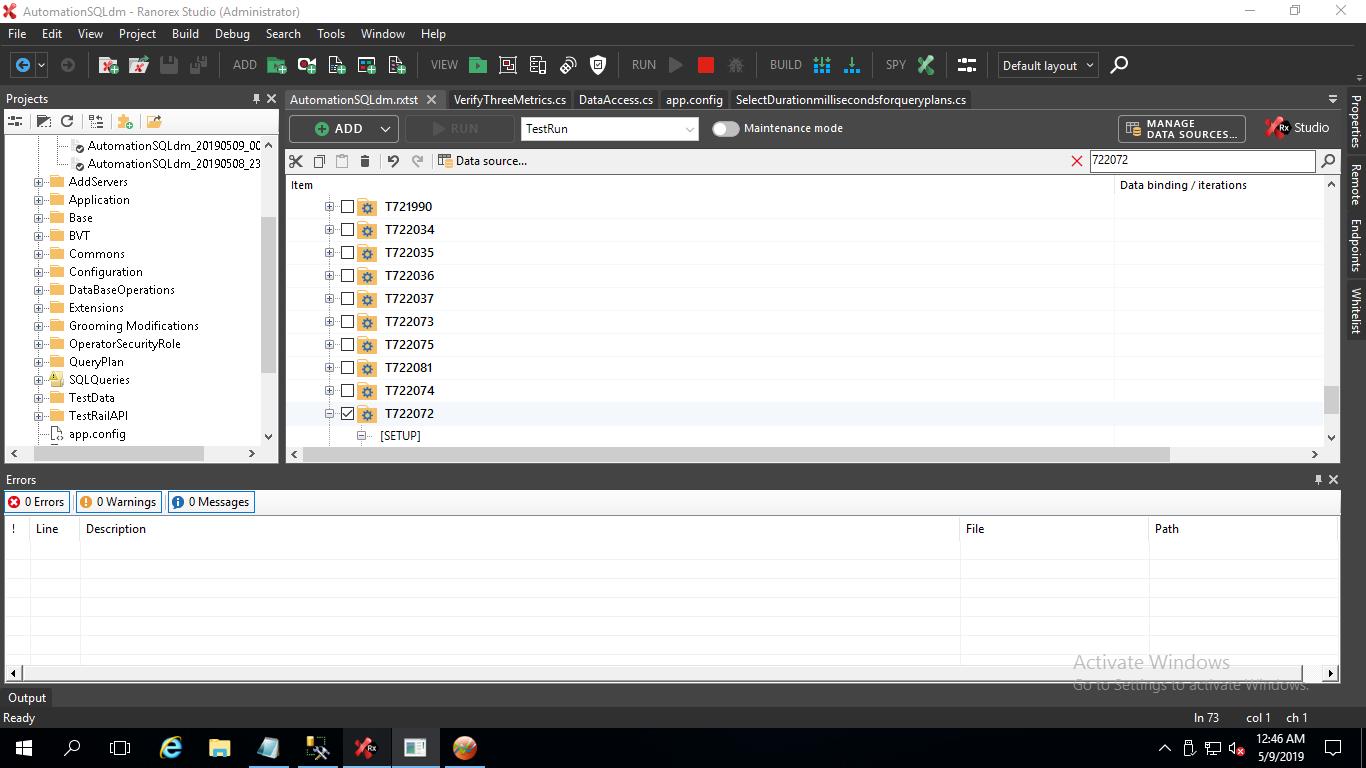 AutomationSQLdm - Ranorex Studio (Administrator)
File Edit View Project Build Debug Search Tools Window Help
ADD VIEW RUN BUILD SPY Default layout
Projects
AutomationSQLdm.rxtst VerifyThreeMetrics.cs DataAccess.cs app.config SelectDurationmillisecondsforqueryplans.cs
ADD RUN TestRun Maintenance mode MANAGE DATA SOURCES... Rx Studio
Data source... 722072
Item Data binding / iterations
AutomationSQLdm_20190509_00
AutomationSQLdm_20190508_23
AddServers
Application
Base
BVT
Commons
Configuration
DataBaseOperations
Extensions
Grooming Modifications
OperatorSecurityRole
QueryPlan
SQLQueries
TestData
TestRailAPI
app.config
T721990
T722034
T722035
T722036
T722037
T722073
T722075
T722081
T722074
T722072
[SETUP]
Properties
Remote Endpoints
Whitelist
Errors
0 Errors 0 Warnings 0 Messages
! Line Description File Path
Activate Windows
Go to Settings to activate Windows.
Output
Ready ln 73 col 1 ch 1
Rx
12:46 AM
5/9/2019